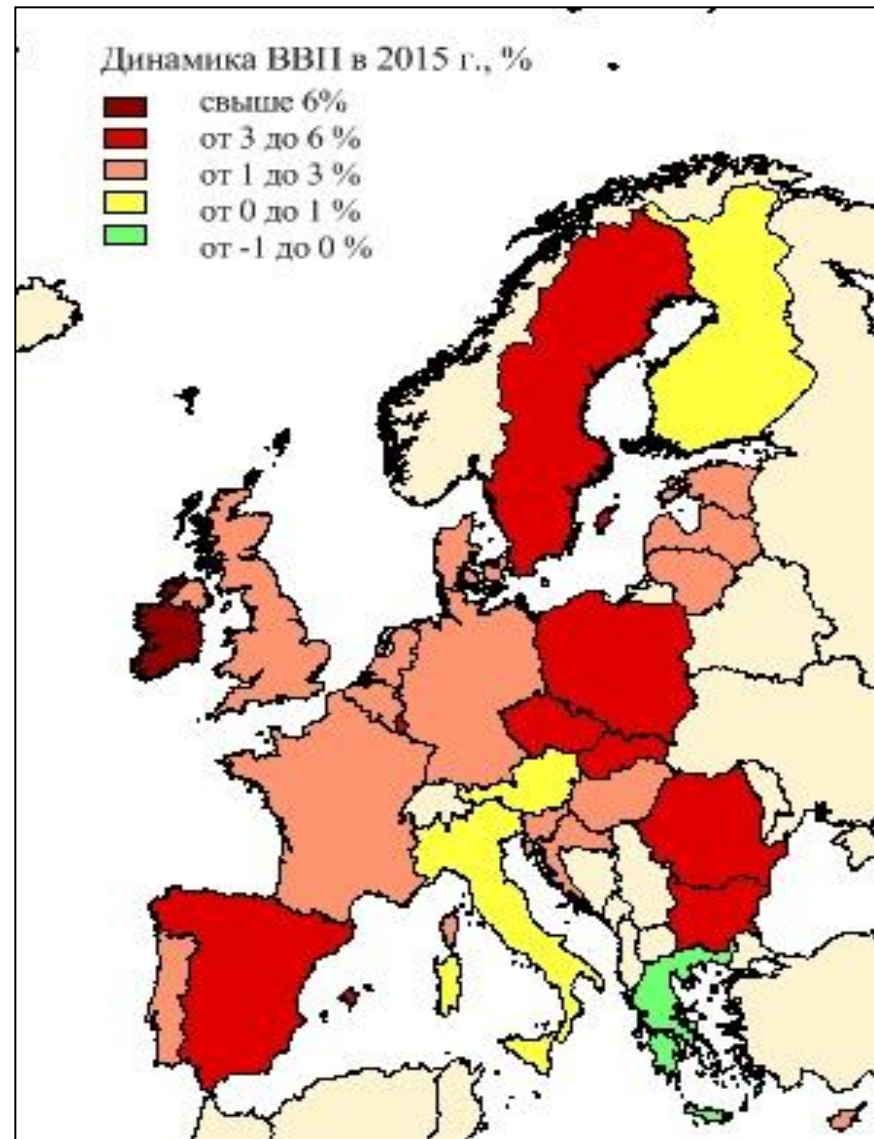 Динамика ВВП в 2015 г., %
свыше 6%
от 3 до 6 %
от 1 до 3 %
от 0 до 1 %
от -1 до 0 %